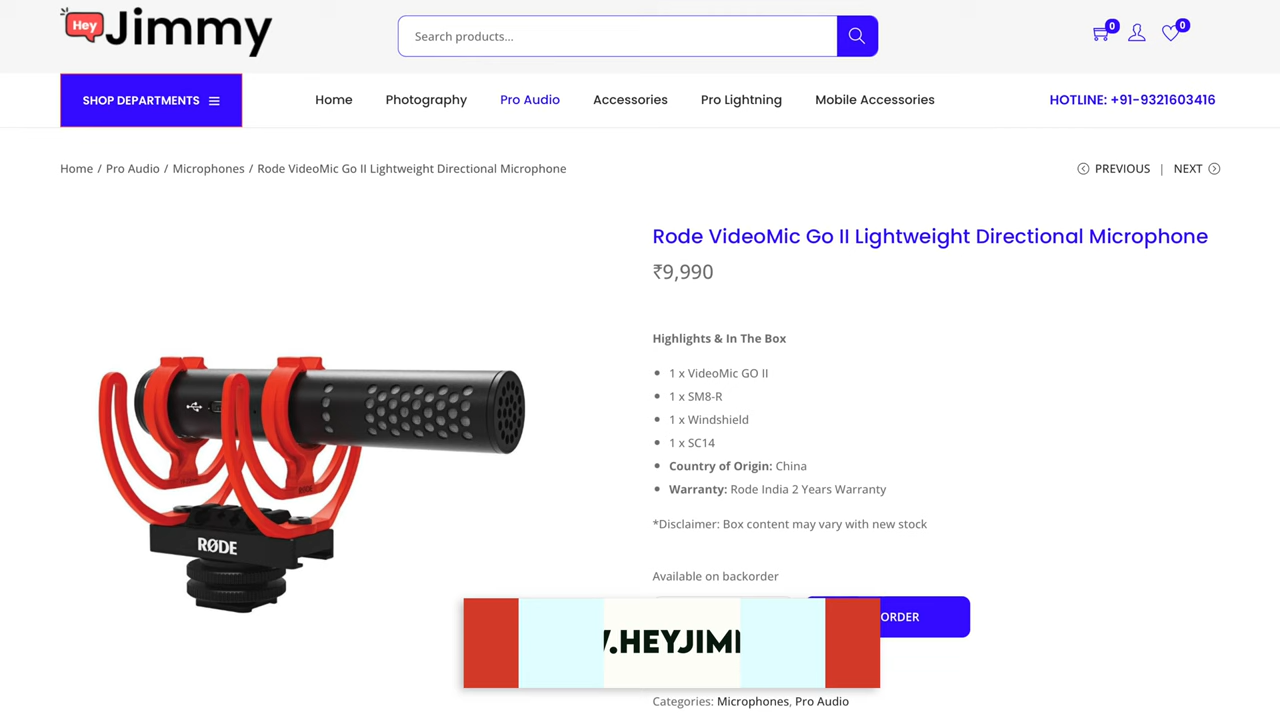 Hey Jimmy
Search products...
0
0
SHOP DEPARTMENTS
Home
Photography
Pro Audio
Accessories
Pro Lightning
Mobile Accessories
HOTLINE: +91-9321603416
Home / Pro Audio / Microphones / Rode VideoMic Go II Lightweight Directional Microphone
PREVIOUS | NEXT
Rode VideoMic Go II Lightweight Directional Microphone
₹9,990
Highlights & In The Box
1 x VideoMic GO II
1 x SM8-R
1 x Windshield
1 x SC14
Country of Origin: China
Warranty: Rode India 2 Years Warranty
*Disclaimer: Box content may vary with new stock
RØDE
Available on backorder
ORDER
.HEYJIM
Categories: Microphones, Pro Audio